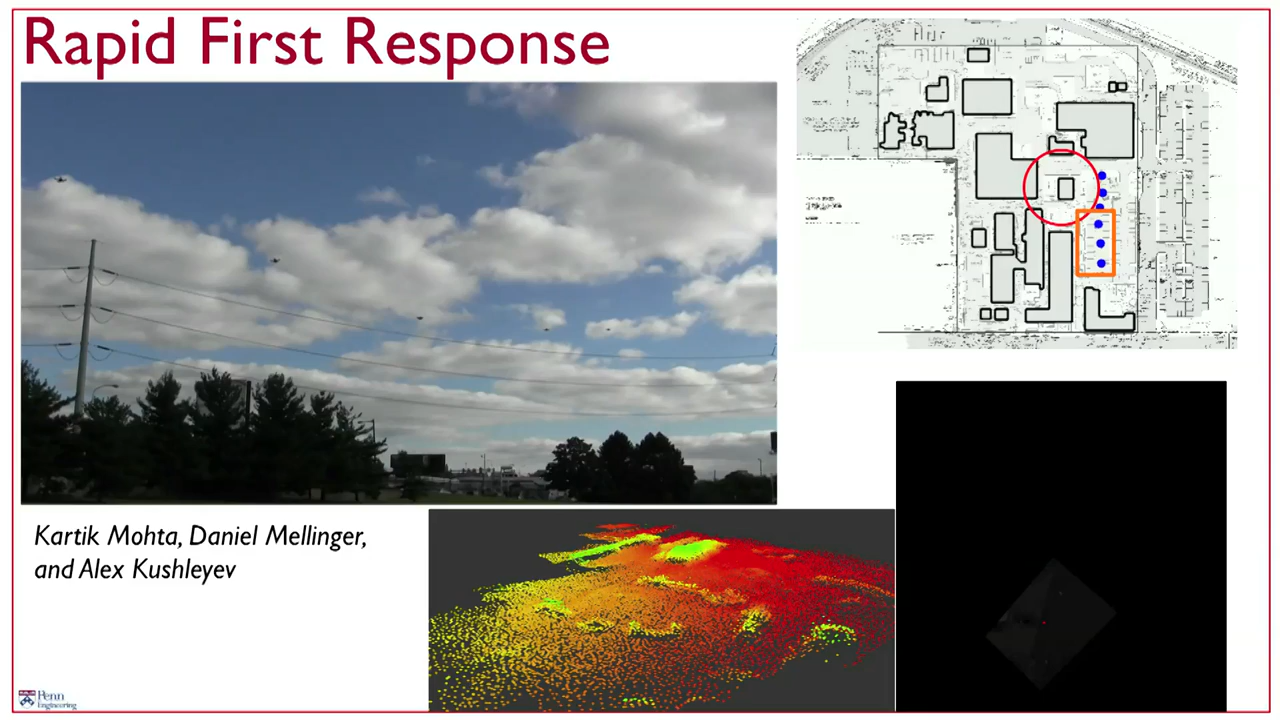 Rapid First Response
Kartik Mohta, Daniel Mellinger,
and Alex Kushleyev
Penn
Engineering